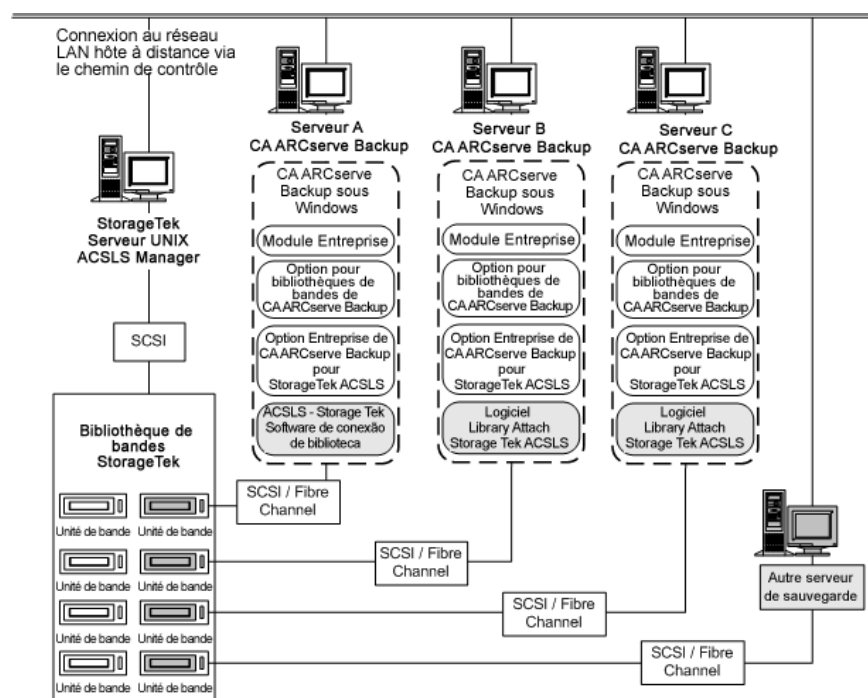 Connexion au réseau
LAN hôte à distance via
le chemin de contrôle
StorageTek
Serveur UNIX
ACSLS Manager
SCSI
Bibliothèque de
bandes
StorageTek
Unité de bande Unité de bande
Unité de bande Unité de bande
Unité de bande Unité de bande
Unité de bande Unité de bande
Serveur A
CA ARCserve Backup
CA ARCserve
Backup sous
Windows
Module Entreprise
Option pour
bibliothèques de
bandes de
CA ARCserve Backup
Option Entreprise de
CA ARCserve Backup
pour
StorageTek ACSLS
ACSLS - Storage Tek
Software de conexão
de biblioteca
SCSI / Fibre
Channel
Serveur B
CA ARCserve Backup
CA ARCserve
Backup sous
Windows
Module Entreprise
Option pour
bibliothèques de
bandes de
CA ARCserve Backup
Option Entreprise de
CA ARCserve Backup
pour
StorageTek ACSLS
Logiciel
Library Attach
Storage Tek ACSLS
SCSI / Fibre
Channel
Serveur C
CA ARCserve Backup
CA ARCserve
Backup sous
Windows
Module Entreprise
Option pour
bibliothèques de
bandes de
CA ARCserve Backup
Option Entreprise de
CA ARCserve Backup
pour
StorageTek ACSLS
Logiciel
Library Attach
Storage Tek ACSLS
SCSI / Fibre
Channel
Autre serveur
de sauvegarde
SCSI / Fibre
Channel